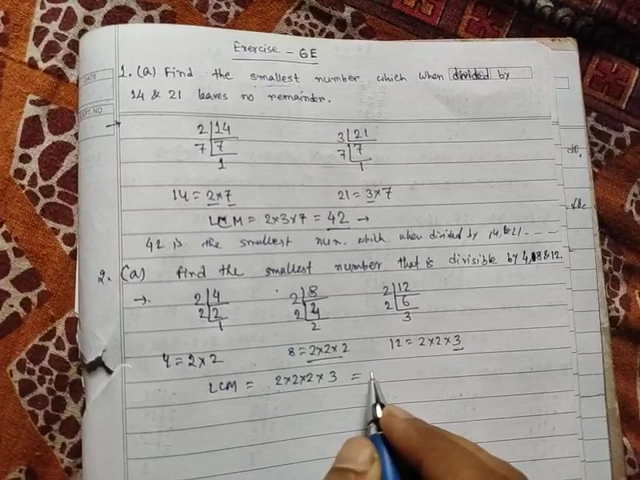 Exercise - 6E
DATE
1. (a) Find the smallest number which when divided by
14 & 21 leaves no remainder.
→ 2 14 3 21
7 7 7 7
1 1
14 = 2×7 21 = 3×7
LCM = 2×3×7 = 42 →
42 is the smallest num. which when divided by 14, & 21 - - - -
2. (a) Find the smallest number that is divisible by 4, 8 & 12.
→ 2 4 2 8 2 12
2 2 2 4 2 6
1 2 3
4 = 2×2 8 = 2×2×2 12 = 2×2×3
LCM = 2×2×2×3 =